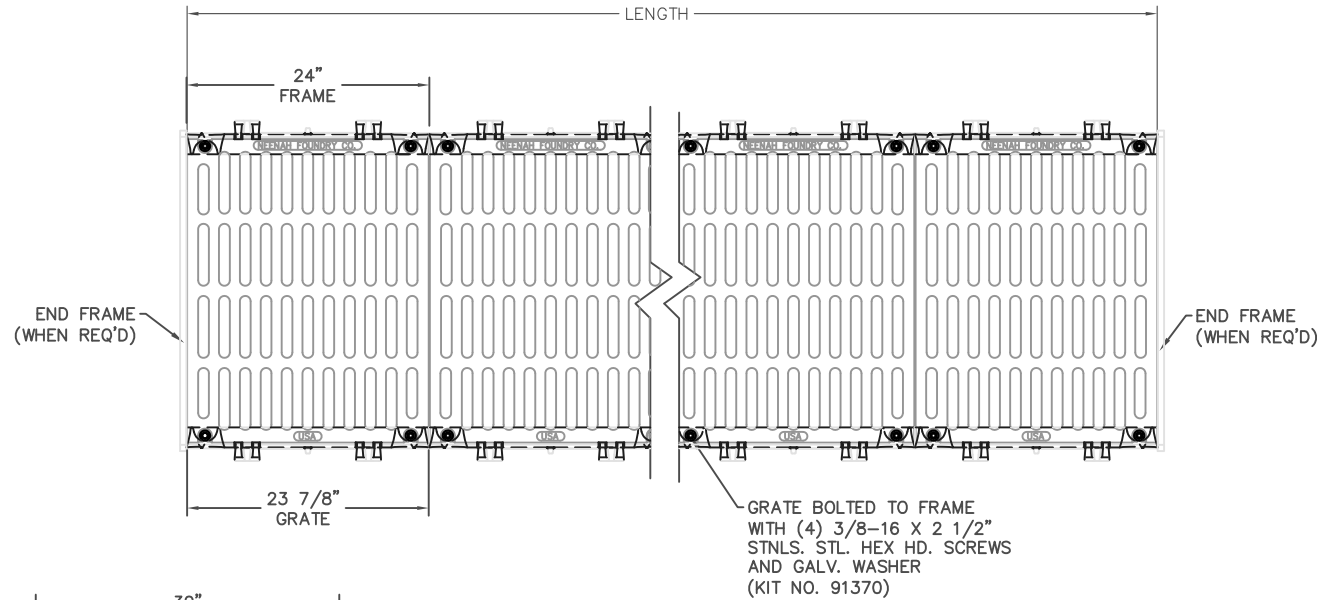 LENGTH
24"
FRAME
NEENAH FOUNDRY CO.
NEENAH FOUNDRY CO.
NEENAH FOUNDRY CO.
NEENAH FOUNDRY CO.
END FRAME
(WHEN REQ'D)
END FRAME
(WHEN REQ'D)
USA
USA
USA
USA
23 7/8"
GRATE
GRATE BOLTED TO FRAME
WITH (4) 3/8-16 X 2 1/2"
STNLS. STL. HEX HD. SCREWS
AND GALV. WASHER
(KIT NO. 91370)